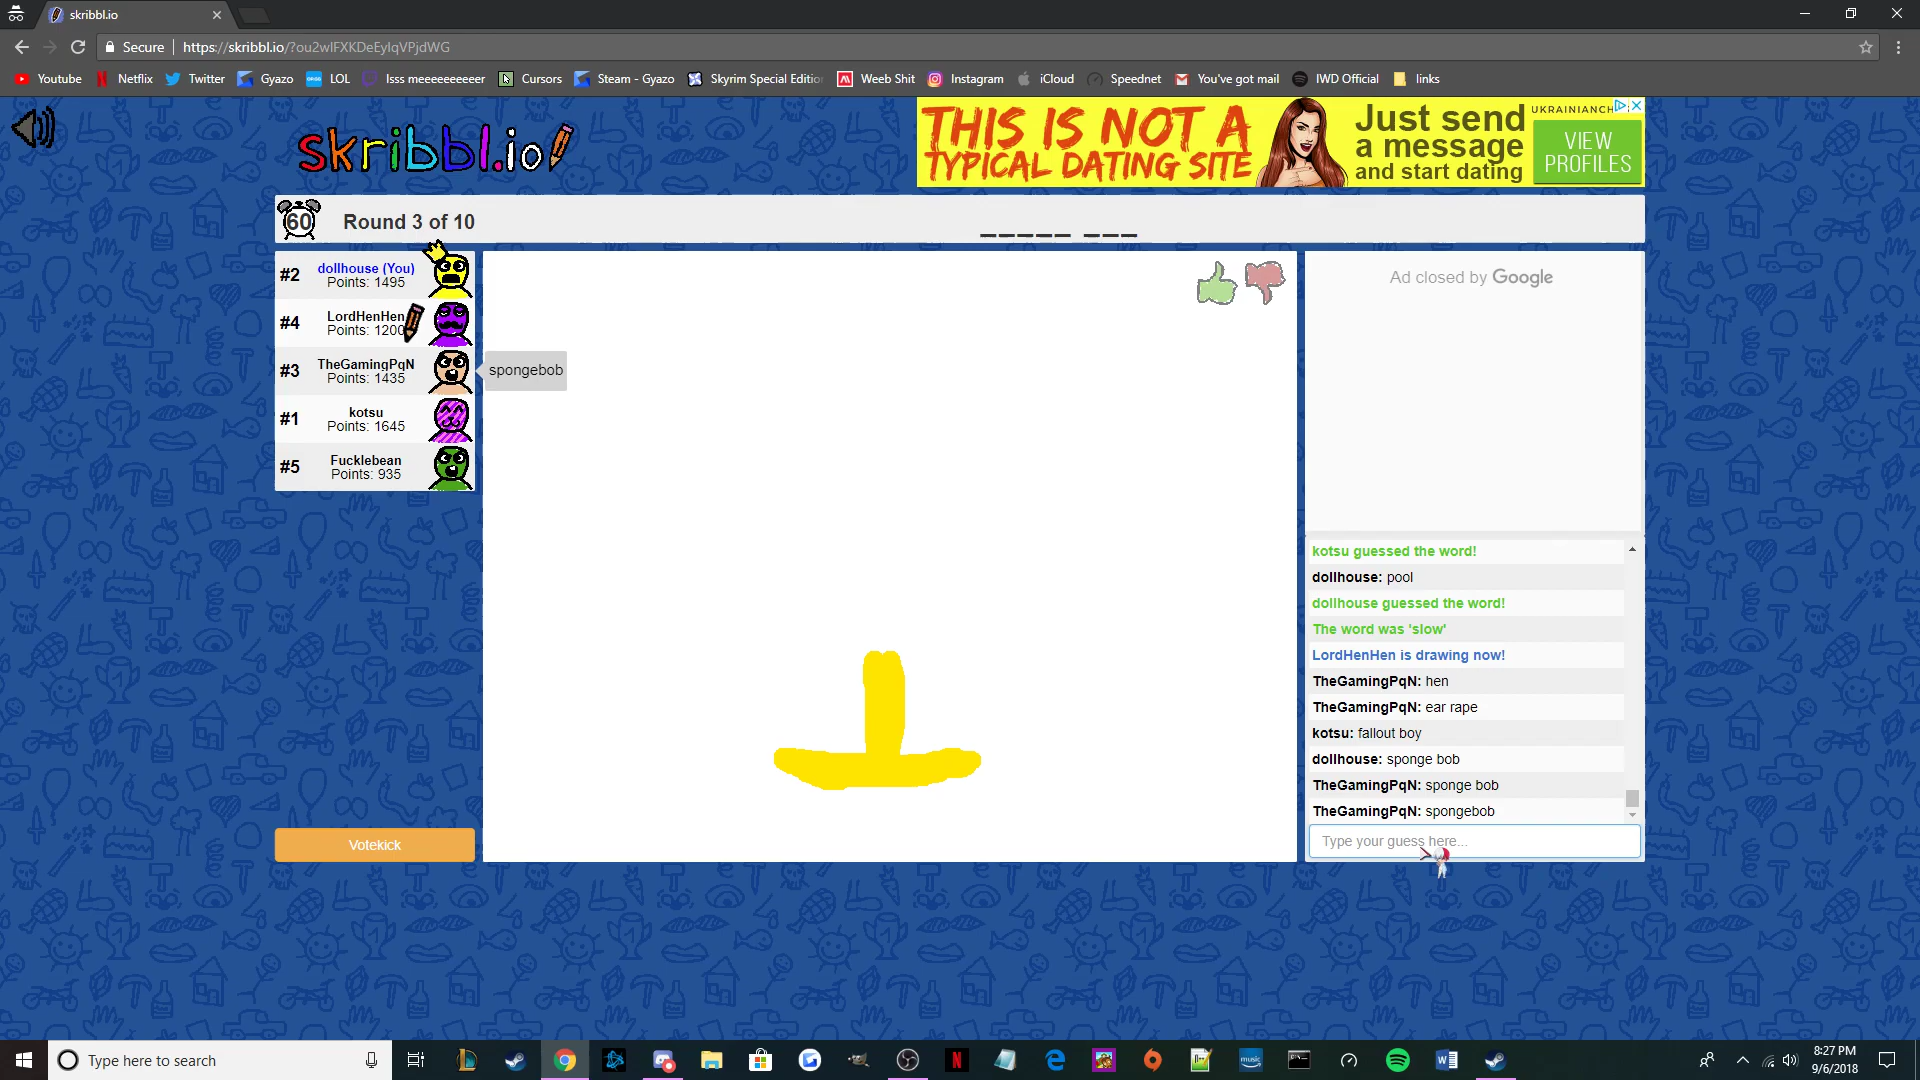 skribbl.io
Secure | https://skribbl.io/?ou2wIFXKDeEylqVPjdWG
Youtube Netflix Twitter Gyazo LOL Isss meeeeeeeeeer Cursors Steam - Gyazo Skyrim Special Edition Weeb Shit Instagram iCloud Speednet You've got mail IWD Official links
skribbl.io
THIS IS NOT A
TYPICAL DATING SITE
Just send
a message
and start dating
VIEW
PROFILES
60
Round 3 of 10
_____ ___
#2 dollhouse (You)
Points: 1495
#4 LordHenHen
Points: 1200
#3 TheGamingPqN
Points: 1435
spongebob
#1 kotsu
Points: 1645
#5 Fucklebean
Points: 935
Votekick
Ad closed by Google
kotsu guessed the word!
dollhouse: pool
dollhouse guessed the word!
The word was 'slow'
LordHenHen is drawing now!
TheGamingPqN: hen
TheGamingPqN: ear rape
kotsu: fallout boy
dollhouse: sponge bob
TheGamingPqN: sponge bob
TheGamingPqN: spongebob
Type your guess here...
Type here to search
8:27 PM
9/6/2018